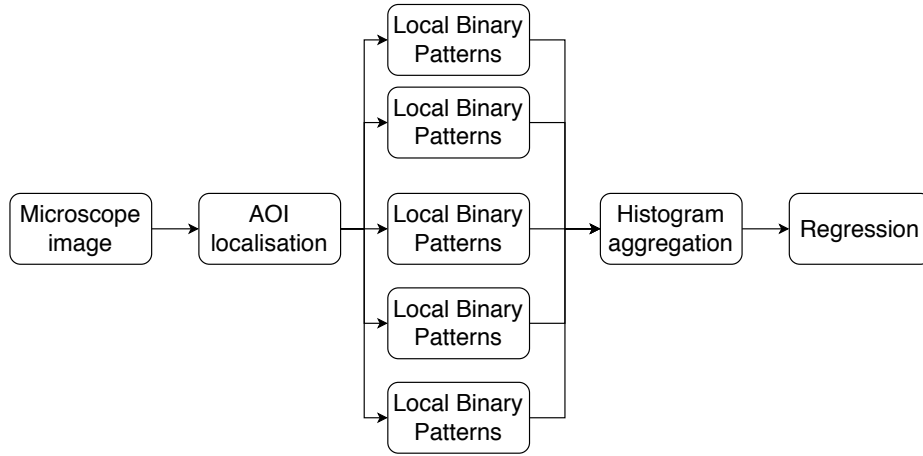 Microscope
image
AOI
localisation
Local Binary
Patterns
Local Binary
Patterns
Local Binary
Patterns
Local Binary
Patterns
Local Binary
Patterns
Histogram
aggregation
Regression